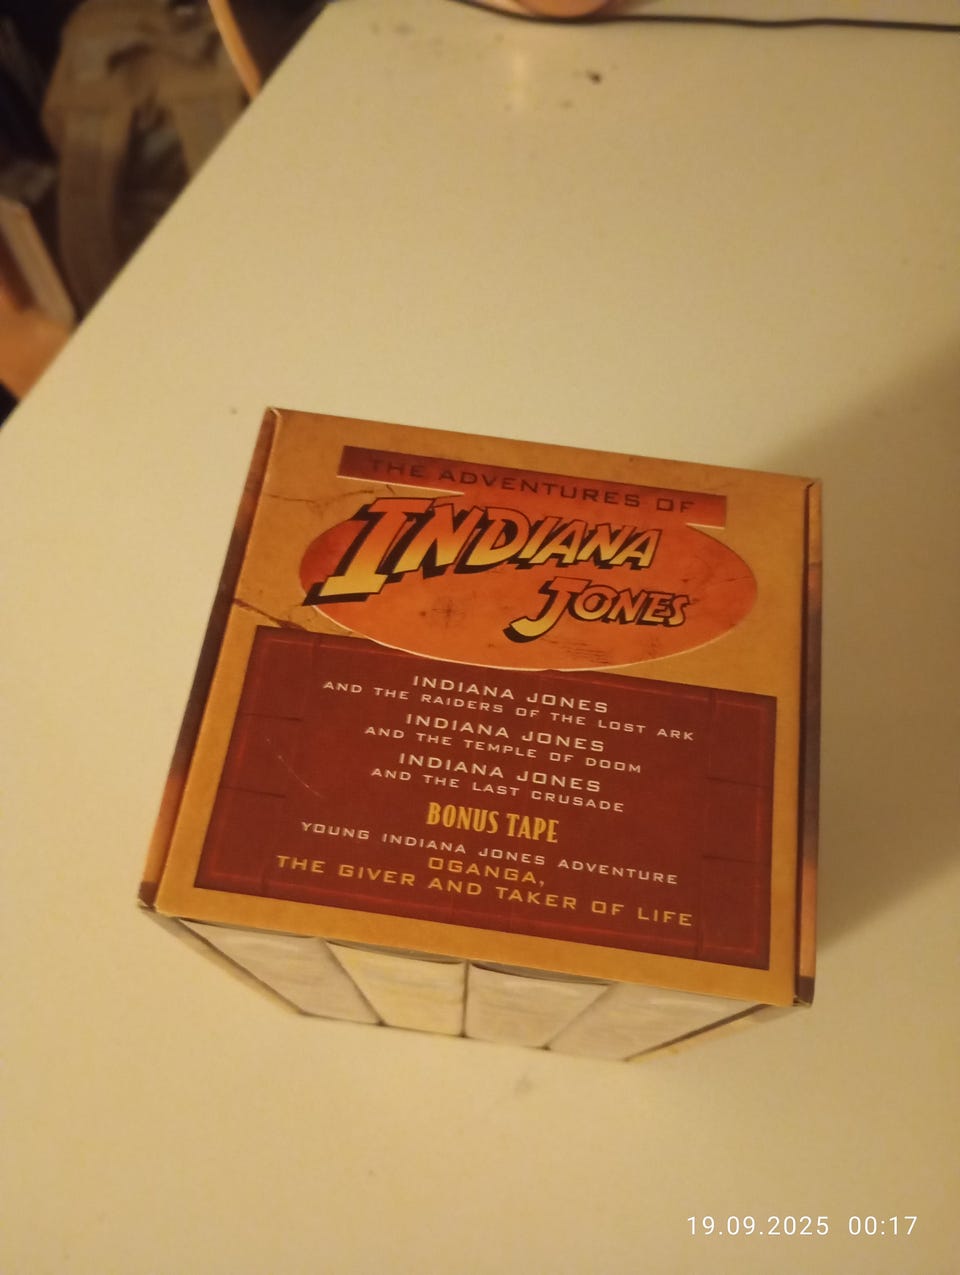 THE ADVENTURES OF
INDIANA
JONES
INDIANA JONES
AND THE RAIDERS OF THE LOST ARK
INDIANA JONES
AND THE TEMPLE OF DOOM
INDIANA JONES
AND THE LAST CRUSADE
BONUS TAPE
YOUNG INDIANA JONES ADVENTURE
OGANGA,
THE GIVER AND TAKER OF LIFE
19.09.2025 00:17